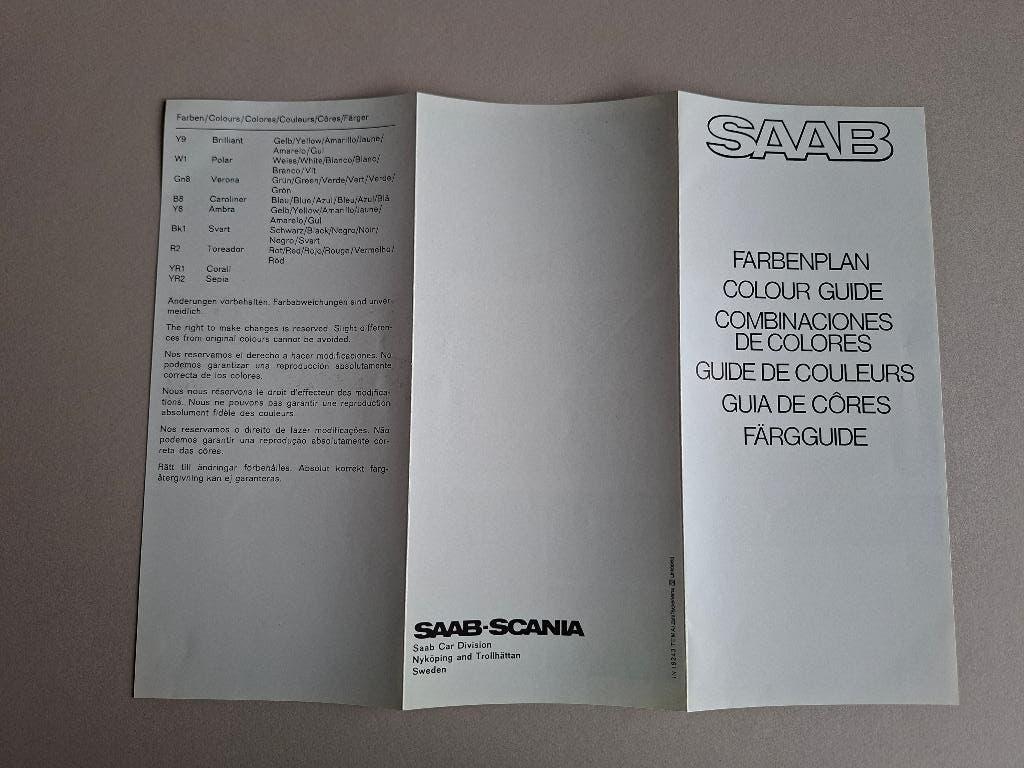 Farben/Colours/Colores/Couleurs/Côres/Färger
Y9 Brilliant Gelb/Yellow/Amarillo/Jaune/
Amarelo/Gul
W1 Polar Weiss/White/Blanco/Blanc/
Branco/Vit
Gn8 Verona Grün/Green/Verde/Vert/Verde/
Grön
B8 Caroliner Blau/Blue/Azul/Bleu/Azul/Blå
Y8 Ambra Gelb/Yellow/Amarillo/Jaune/
Amarelo/Gul
Bk1 Svart Schwarz/Black/Negro/Noir/
Negro/Svart
R2 Toreador Rot/Red/Rojo/Rouge/Vermelho/
Röd
YR1 Corall
YR2 Sepia
Änderungen vorbehalten. Farbabweichungen sind unver-
meidlich.
The right to make changes is reserved. Slight differen-
ces from original colours cannot be avoided.
Nos reservamos el derecho a hacer modificaciones. No
podemos garantizar una reproducción absolutamente
correcta de los colores.
Nous nous réservons le droit d'effecteur des modifica-
tions. Nous ne pouvons pas garantir une reproduction
absolument fidèle des couleurs.
Nos reservamos o direito de fazer modificações. Não
podemos garantir una reprodução absolutamente cor-
reta das côres.
Rätt till ändringar förbehålles. Absolut korrekt färg-
återgivning kan ej garanteras.
SAAB-SCANIA
Saab Car Division
Nyköping and Trollhättan
Sweden
SAAB
FARBENPLAN
COLOUR GUIDE
COMBINACIONES
DE COLORES
GUIDE DE COULEURS
GUIA DE CÔRES
FÄRGGUIDE